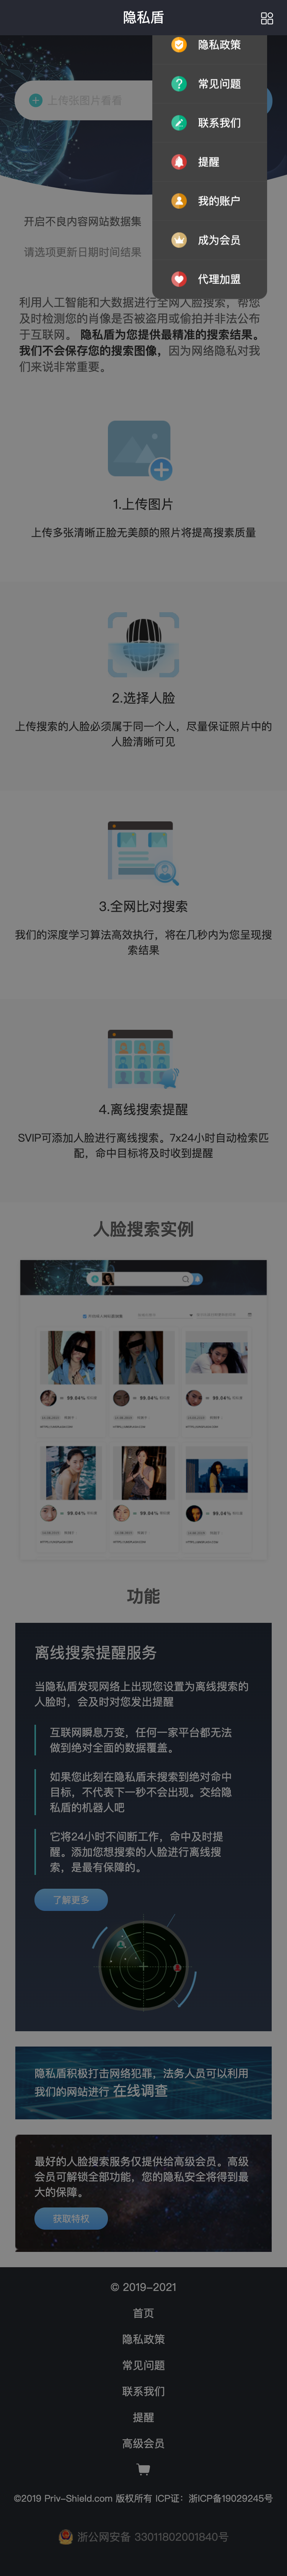 隐私盾
隐私政策
常见问题
联系我们
提醒
我的账户
成为会员
代理加盟
上传张图片看看
开启不良内容网站数据集
请选项更新日期时间结果
利用人工智能和大数据进行全网人脸搜索，帮您
及时检测您的肖像是否被盗用或偷拍并非法公布
于互联网。 隐私盾为您提供最精准的搜索结果。
我们不会保存您的搜索图像，因为网络隐私对我
们来说非常重要。
1.上传图片
上传多张清晰正脸无美颜的照片将提高搜素质量
2.选择人脸
上传搜索的人脸必须属于同一个人，尽量保证照片中的
人脸清晰可见
3.全网比对搜索
我们的深度学习算法高效执行，将在几秒内为您呈现搜
索结果
4.离线搜索提醒
SVIP可添加人脸进行离线搜索。7x24小时自动检索匹
配，命中目标将及时收到提醒
人脸搜索实例
99.94% 99.94% 99.94%
99.94% 99.94% 99.94%
功能
离线搜索提醒服务
当隐私盾发现网络上出现您设置为离线搜索的
人脸时，会及时对您发出提醒
互联网瞬息万变，任何一家平台都无法
做到绝对全面的数据覆盖。
如果您此刻在隐私盾未搜索到绝对命中
目标，不代表下一秒不会出现。交给隐
私盾的机器人吧
它将24小时不间断工作，命中及时提
醒。添加您想搜索的人脸进行离线搜
索，是最有保障的。
了解更多
隐私盾积极打击网络犯罪，法务人员可以利用
我们的网站进行 在线调查
最好的人脸搜索服务仅提供给高级会员。高级
会员可解锁全部功能，您的隐私安全将得到最
大的保障。
获取特权
© 2019-2021
首页
隐私政策
常见问题
联系我们
提醒
高级会员
©2019 Priv-Shield.com 版权所有 ICP证：浙ICP备19029245号
浙公网安备 33011802001840号